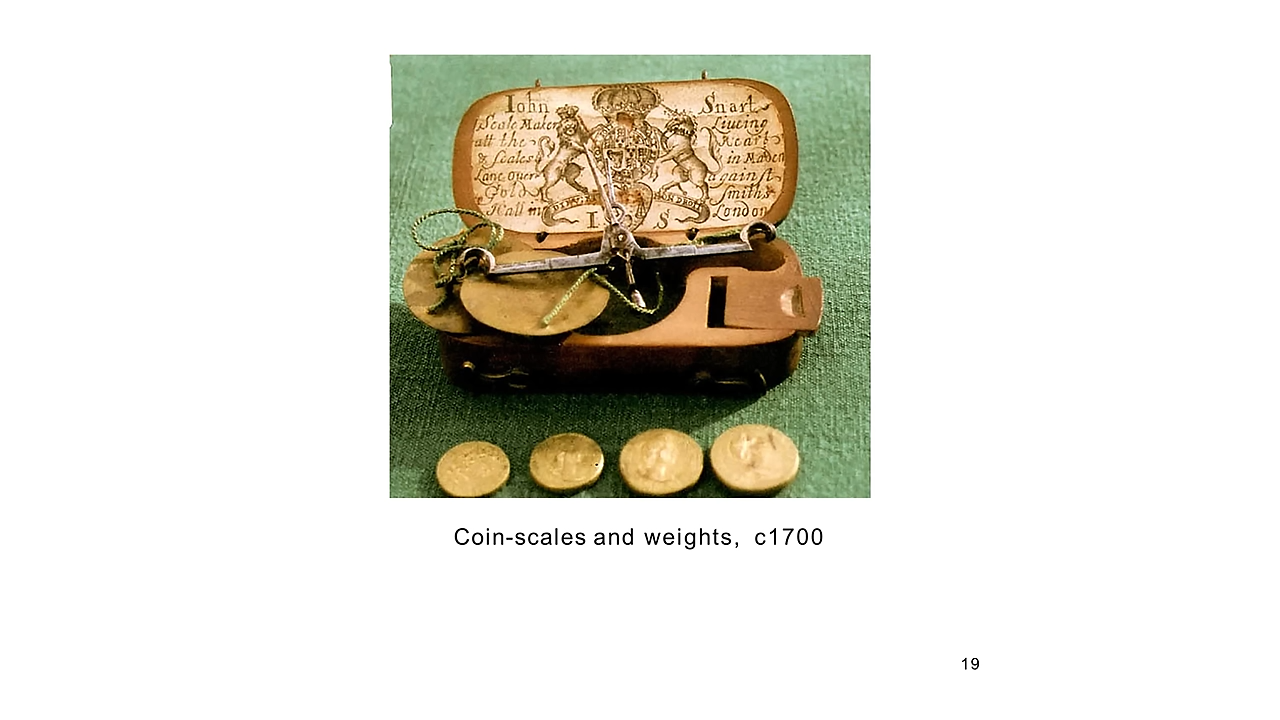 Iohn Snart
Scale Maker Liueing
att the Heart
& Scales in Maden
Lane ouer against
Gold Smiths
Hall in London
I S
Coin-scales and weights, c1700
19